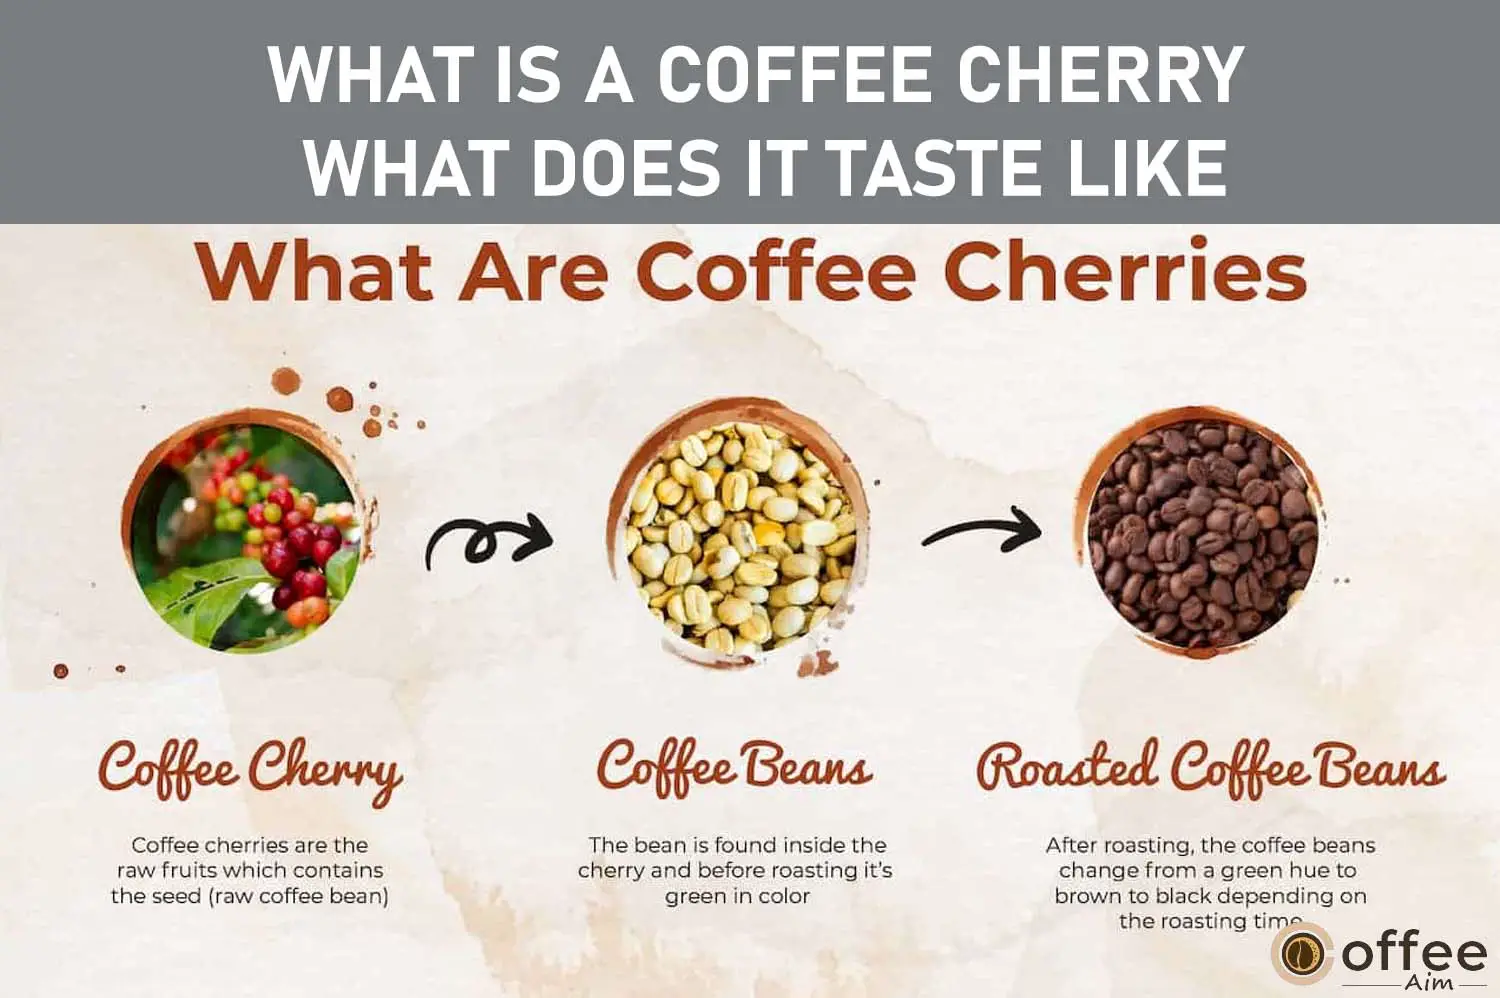 WHAT IS A COFFEE CHERRY
WHAT DOES IT TASTE LIKE
What Are Coffee Cherries
Coffee Cherry
Coffee cherries are the
raw fruits which contains
the seed (raw coffee bean)
Coffee Beans
The bean is found inside the
cherry and before roasting it's
green in color
Roasted Coffee Beans
After roasting, the coffee beans
change from a green hue to
brown to black depending on
the roasting time
Coffee
Aim